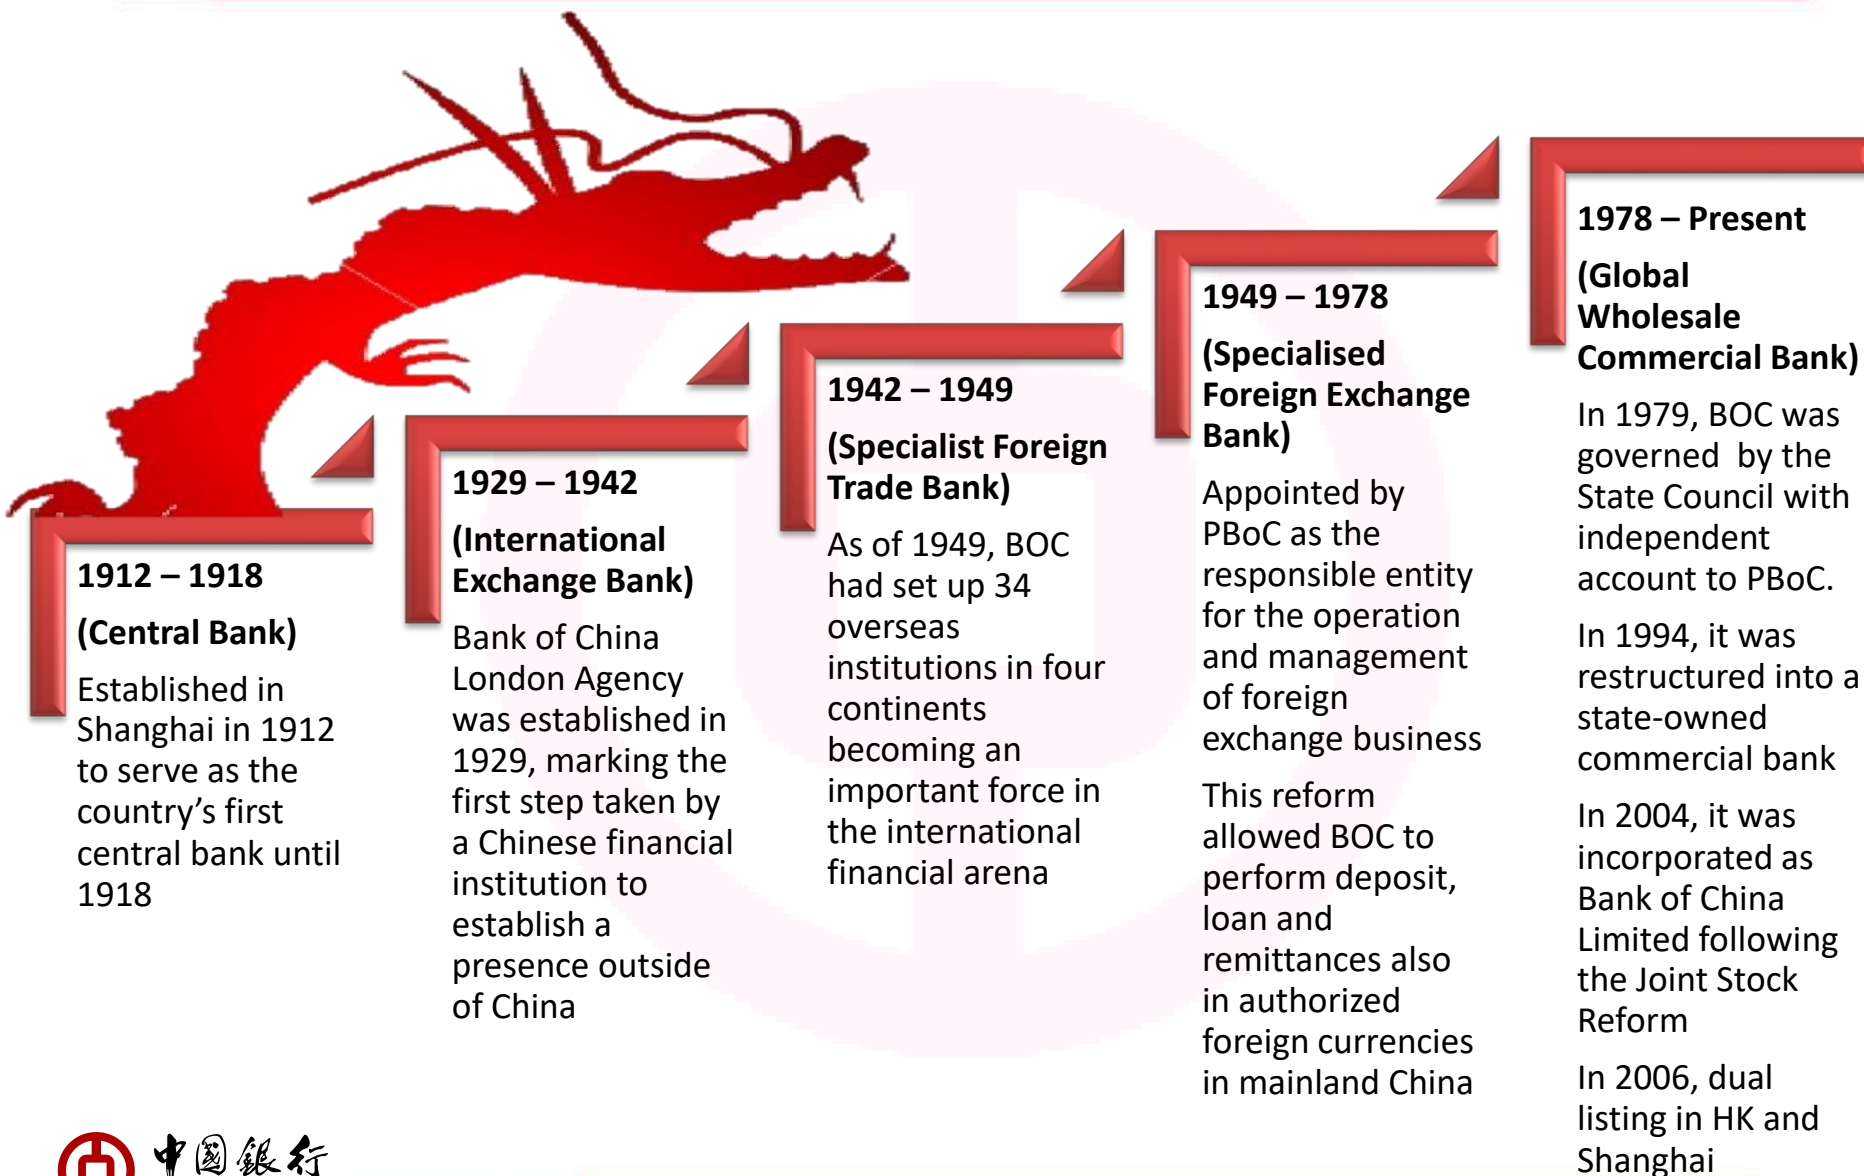 1912 – 1918
(Central Bank)
Established in
Shanghai in 1912
to serve as the
country’s first
central bank until
1918
1929 – 1942
(International
Exchange Bank)
Bank of China
London Agency
was established in
1929, marking the
first step taken by
a Chinese financial
institution to
establish a
presence outside
of China
1942 – 1949
(Specialist Foreign
Trade Bank)
As of 1949, BOC
had set up 34
overseas
institutions in four
continents
becoming an
important force in
the international
financial arena
1949 – 1978
(Specialised
Foreign Exchange
Bank)
Appointed by
PBoC as the
responsible entity
for the operation
and management
of foreign
exchange business
This reform
allowed BOC to
perform deposit,
loan and
remittances also
in authorized
foreign currencies
in mainland China
1978 – Present
(Global
Wholesale
Commercial Bank)
In 1979, BOC was
governed  by the
State Council with
independent
account to PBoC.
In 1994, it was
restructured into a
state-owned
commercial bank
In 2004, it was
incorporated as
Bank of China
Limited following
the Joint Stock
Reform
In 2006, dual
listing in HK and
Shanghai
中國銀行